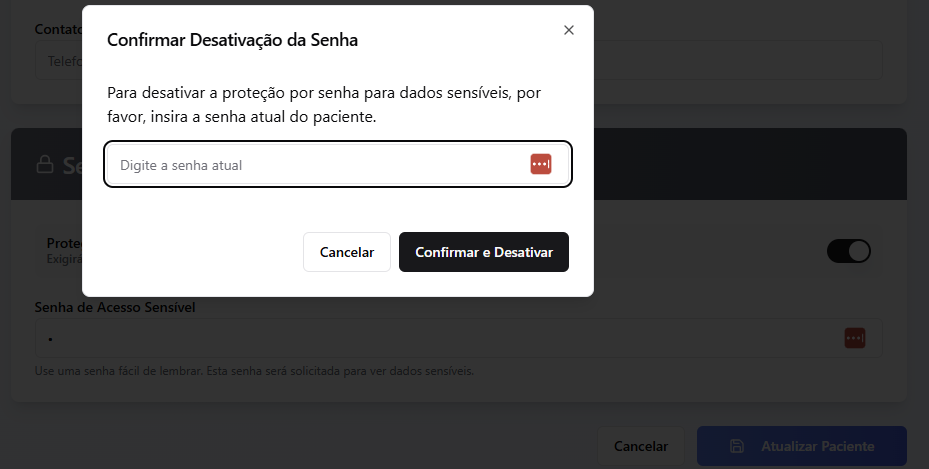 Contato
Confirmar Desativação da Senha
Telefo
Para desativar a proteção por senha para dados sensíveis, por
favor, insira a senha atual do paciente.
Digite a senha atual
Se
Cancelar
Confirmar e Desativar
Prote
Exigirá
Senha de Acesso Sensível
•
Use uma senha fácil de lembrar. Esta senha será solicitada para ver dados sensíveis.
Cancelar
Atualizar Paciente